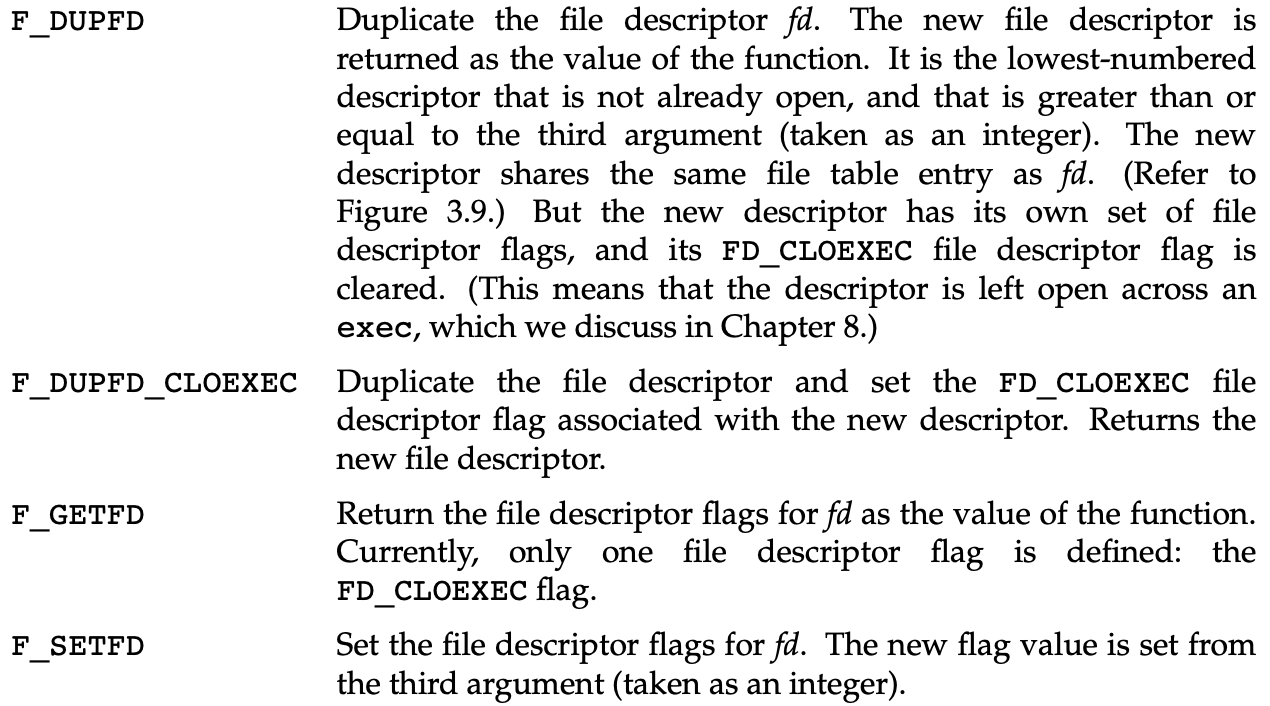 F_DUPFD Duplicate the file descriptor fd. The new file descriptor is
returned as the value of the function. It is the lowest-numbered
descriptor that is not already open, and that is greater than or
equal to the third argument (taken as an integer). The new
descriptor shares the same file table entry as fd. (Refer to
Figure 3.9.) But the new descriptor has its own set of file
descriptor flags, and its FD_CLOEXEC file descriptor flag is
cleared. (This means that the descriptor is left open across an
exec, which we discuss in Chapter 8.)
F_DUPFD_CLOEXEC Duplicate the file descriptor and set the FD_CLOEXEC file
descriptor flag associated with the new descriptor. Returns the
new file descriptor.
F_GETFD Return the file descriptor flags for fd as the value of the function.
Currently, only one file descriptor flag is defined: the
FD_CLOEXEC flag.
F_SETFD Set the file descriptor flags for fd. The new flag value is set from
the third argument (taken as an integer).